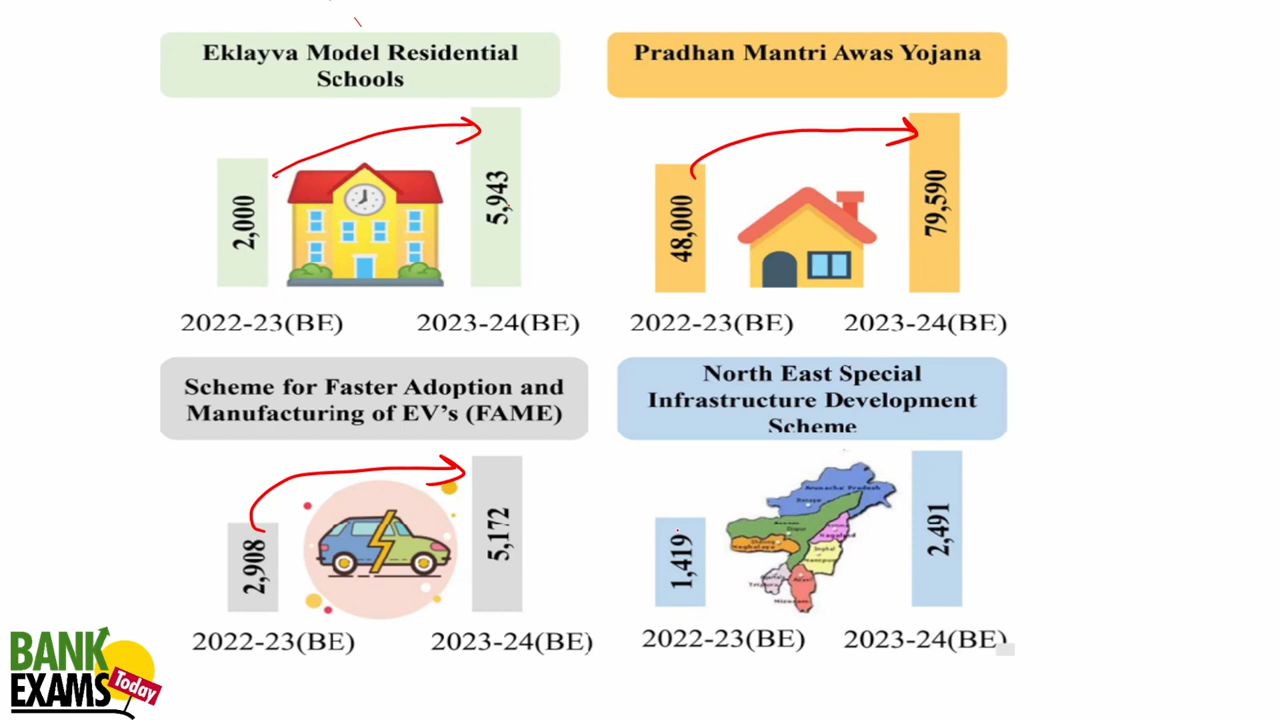 Eklayva Model Residential
Schools
2,000
5,943
2022-23(BE)
2023-24(BE)
Pradhan Mantri Awas Yojana
48,000
79,590
2022-23(BE)
2023-24(BE)
Scheme for Faster Adoption and
Manufacturing of EV's (FAME)
2,908
5,172
2022-23(BE)
2023-24(BE)
North East Special
Infrastructure Development
Scheme
1,419
2,491
2022-23(BE)
2023-24(BE)
BANK
EXAMS
Today